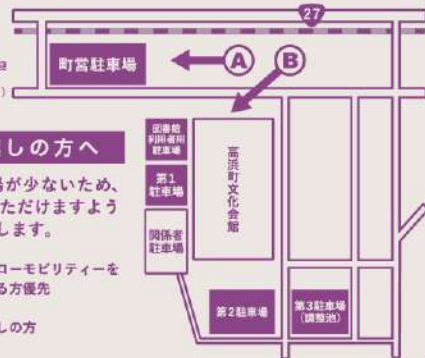 27
町営駐車場
A
B
)
図書館
利用者用
駐車場
しの方へ
高浜町文化会館
第1
駐車場
場が少ないため、
ただけますよう
します。
関係者
駐車場
ローモビリティーを
る方優先
しの方
第2駐車場
第3駐車場
(調整池)